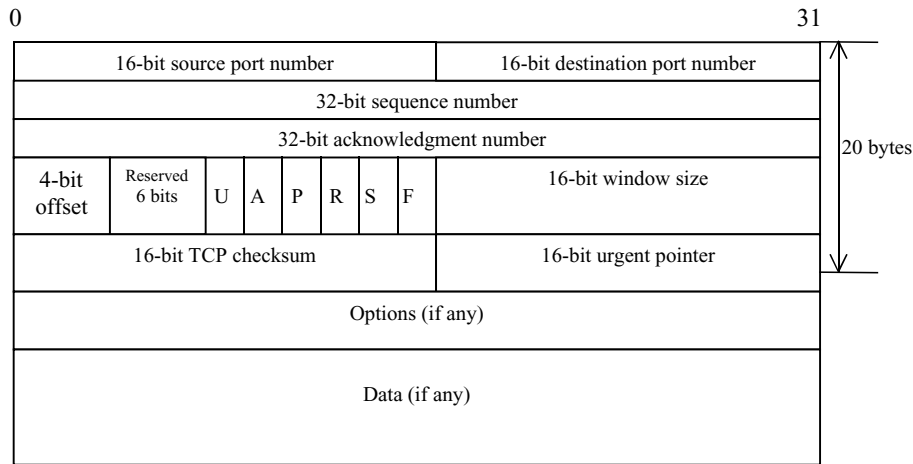 0 31
16-bit source port number 16-bit destination port number
32-bit sequence number
32-bit acknowledgment number
20 bytes
4-bit offset Reserved 6 bits U A P R S F 16-bit window size
16-bit TCP checksum 16-bit urgent pointer
Options (if any)
Data (if any)